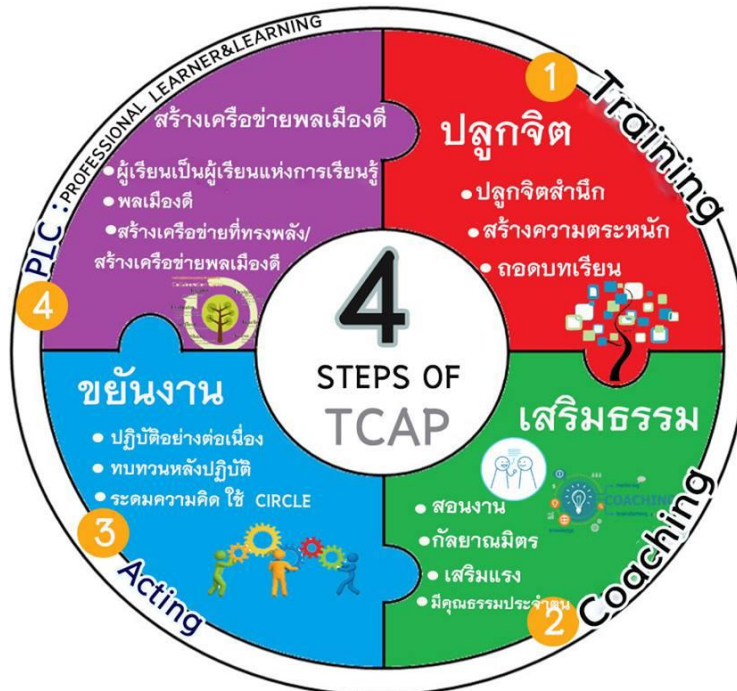 4
STEPS OF
TCAP
1
Training
ปลูกจิต
●ปลูกจิตสำนึก
●สร้างความตระหนัก
● ถอดบทเรียน
2
Coaching
เสริมธรรม
COACHING
● สอนงาน
●กัลยาณมิตร
● เสริมแรง
●มีคุณธรรมประจำตน
3
Acting
ขยันงาน
● ปฏิบัติอย่างต่อเนื่อง
● ทบทวนหลังปฏิบัติ
● ระดมความคิด ใช้ CIRCLE
4
PLC : PROFESSIONAL LEARNER&LEARNING
สร้างเครือข่ายพลเมืองดี
●ผู้เรียนเป็นผู้เรียนแห่งการเรียนรู้
●พลเมืองดี
●สร้างเครือข่ายที่ทรงพลัง/
สร้างเครือข่ายพลเมืองดี